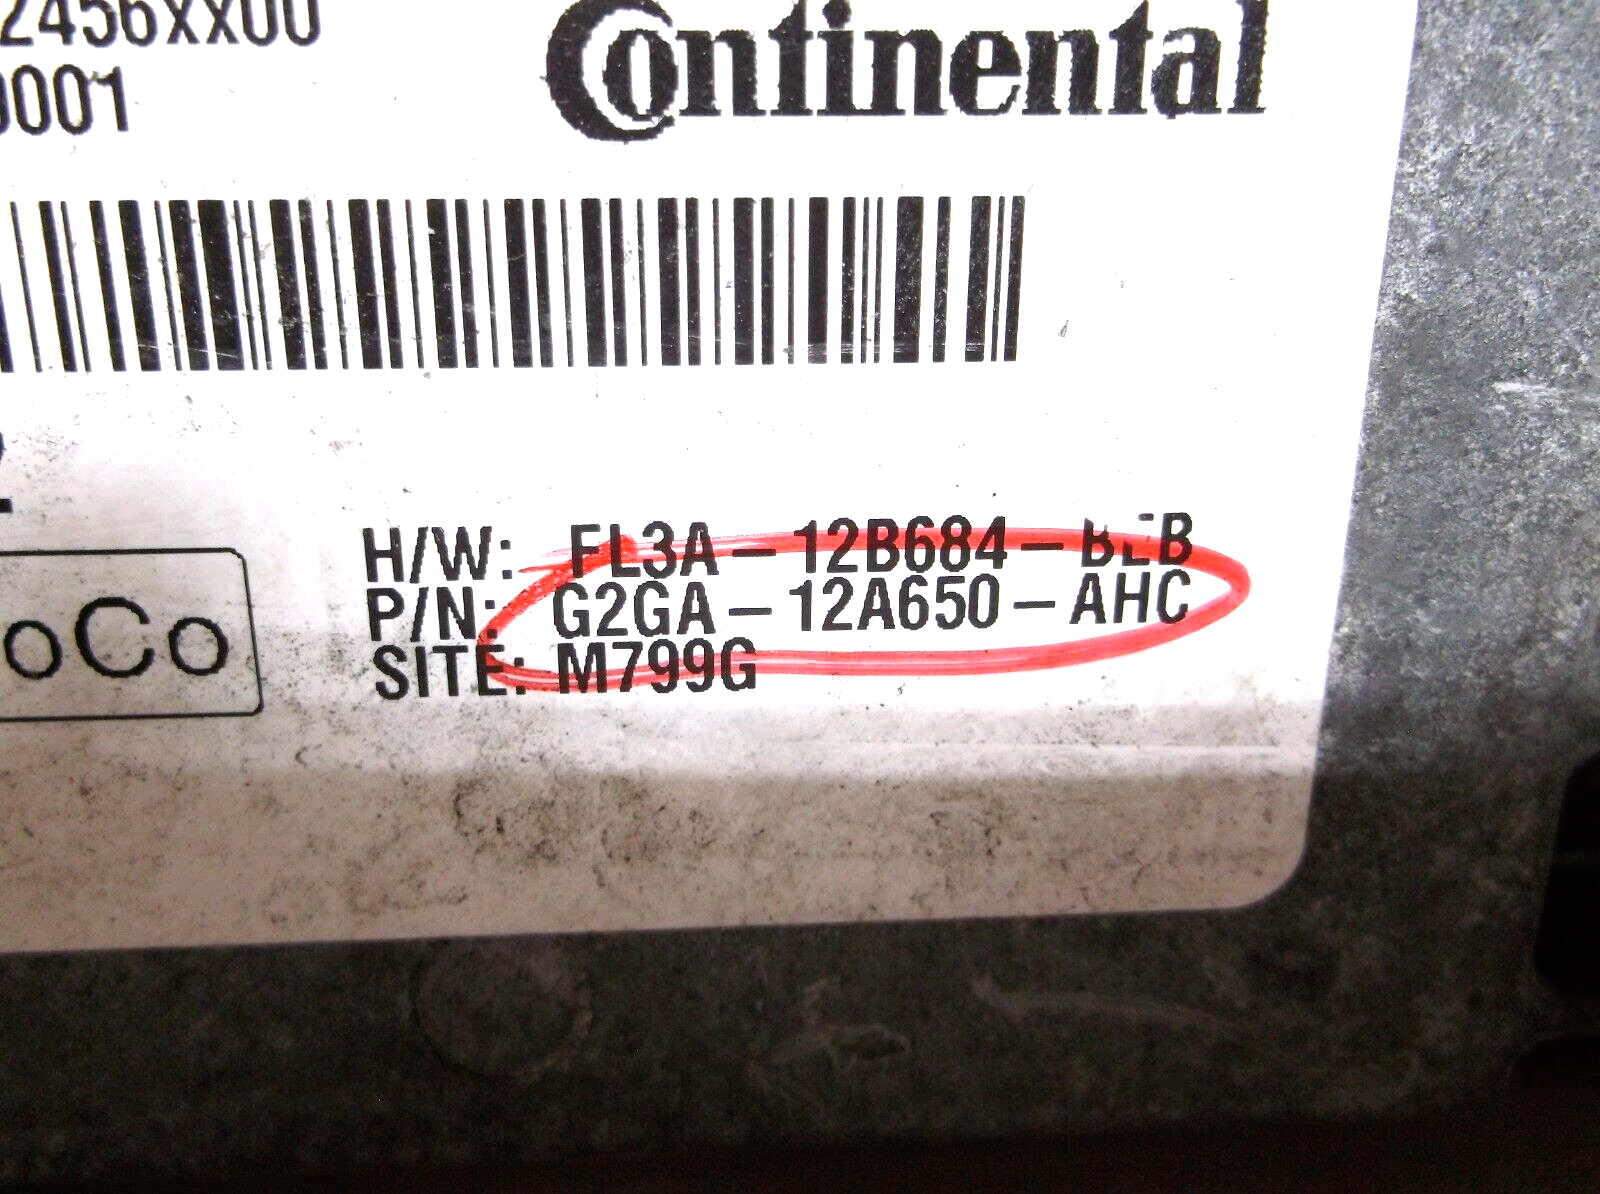 2456XX00
Continental
0001
H/W: FL3A-12B684-BEB
P/N: G2GA-12A650-AHC
oCo
SITE: M799G